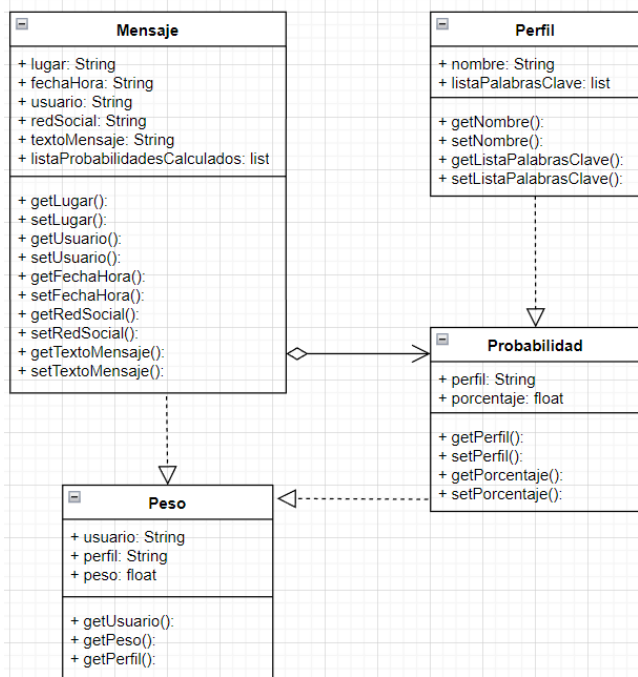 Mensaje
+ lugar: String
+ fechaHora: String
+ usuario: String
+ redSocial: String
+ textoMensaje: String
+ listaProbabilidadesCalculados: list
+ getLugar():
+ setLugar():
+ getUsuario():
+ setUsuario():
+ getFechaHora():
+ setFechaHora():
+ getRedSocial():
+ setRedSocial():
+ getTextoMensaje():
+ setTextoMensaje():
Perfil
+ nombre: String
+ listaPalabrasClave: list
+ getNombre():
+ setNombre():
+ getListaPalabrasClave():
+ setListaPalabrasClave():
Probabilidad
+ perfil: String
+ porcentaje: float
+ getPerfil():
+ setPerfil():
+ getPorcentaje():
+ setPorcentaje():
Peso
+ usuario: String
+ perfil: String
+ peso: float
+ getUsuario():
+ getPeso():
+ getPerfil():